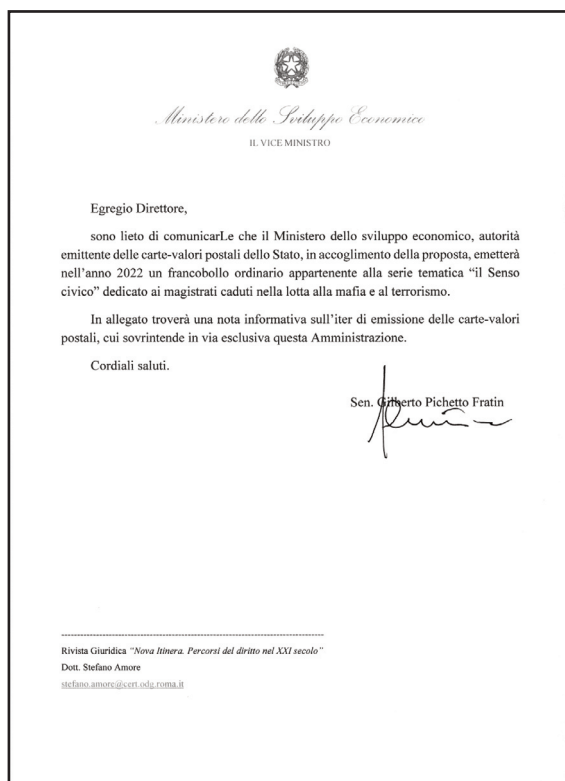 Ministero dello Sviluppo Economico
IL VICE MINISTRO
Egregio Direttore,
sono lieto di comunicarLe che il Ministero dello sviluppo economico, autorità
emittente delle carte-valori postali dello Stato, in accoglimento della proposta, emetterà
nell'anno 2022 un francobollo ordinario appartenente alla serie tematica “il Senso
civico” dedicato ai magistrati caduti nella lotta alla mafia e al terrorismo.
In allegato troverà una nota informativa sull'iter di emissione delle carte-valori
postali, cui sovrintende in via esclusiva questa Amministrazione.
Cordiali saluti.
Sen. Gilberto Pichetto Fratin
Rivista Giuridica “Nova Itinera. Percorsi del diritto nel XXI secolo”
Dott. Stefano Amore
stefano.amore@cert.odg.roma.it